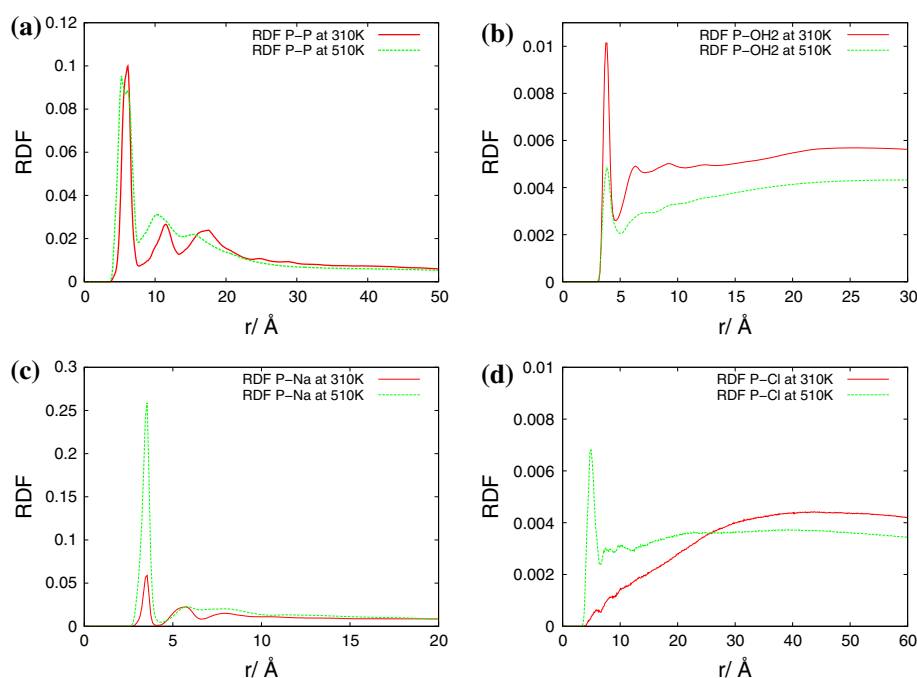 (a)
RDF P-P at 310K
RDF P-P at 510K
0.12
0.1
0.08
0.06
0.04
0.02
0
RDF
0 10 20 30 40 50
r/ Å
(b)
RDF P-OH2 at 310K
RDF P-OH2 at 510K
0.01
0.008
0.006
0.004
0.002
0
RDF
0 5 10 15 20 25 30
r/ Å
(c)
RDF P-Na at 310K
RDF P-Na at 510K
0.3
0.25
0.2
0.15
0.1
0.05
0
RDF
0 5 10 15 20
r/ Å
(d)
RDF P-Cl at 310K
RDF P-Cl at 510K
0.01
0.008
0.006
0.004
0.002
0
RDF
0 10 20 30 40 50 60
r/ Å